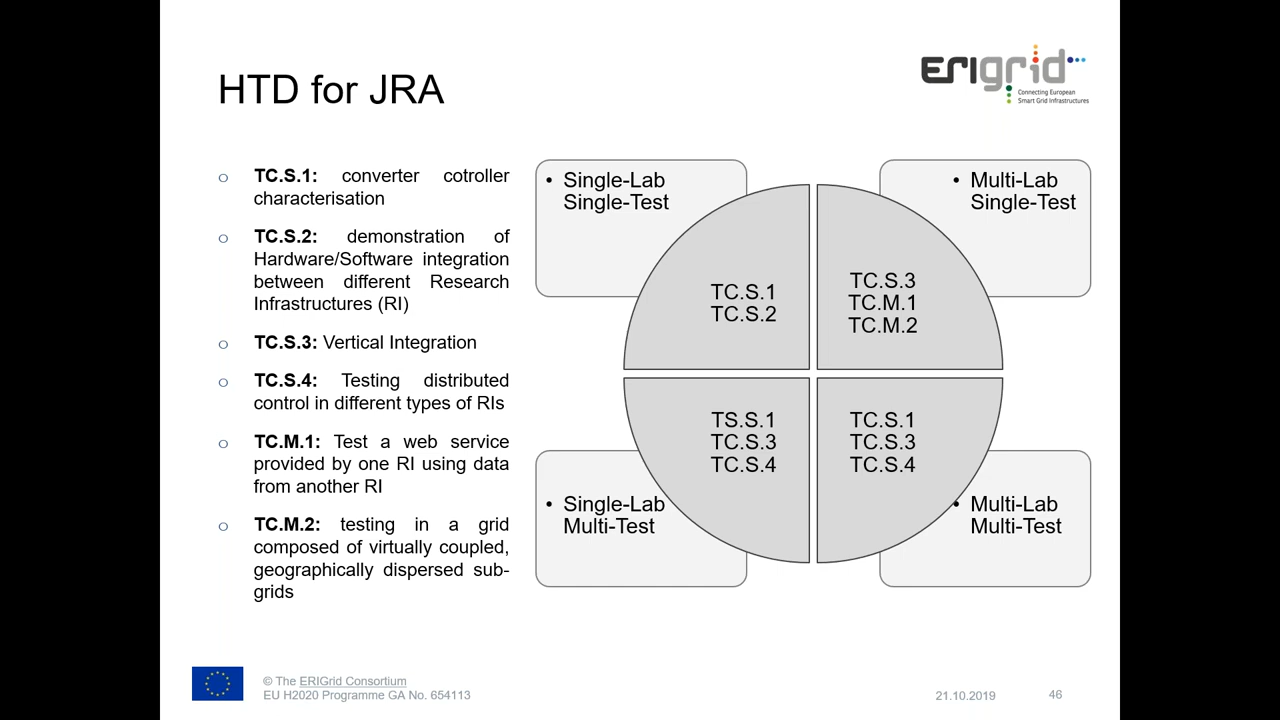 HTD for JRA
ERIgrid
Connecting European
Smart Grid Infrastructures
TC.S.1: converter cotroller
characterisation
TC.S.2: demonstration of
Hardware/Software integration
between different Research
Infrastructures (RI)
TC.S.3: Vertical Integration
TC.S.4: Testing distributed
control in different types of RIs
TC.M.1: Test a web service
provided by one RI using data
from another RI
TC.M.2: testing in a grid
composed of virtually coupled,
geographically dispersed sub-
grids
• Single-Lab
Single-Test
• Multi-Lab
Single-Test
TC.S.1
TC.S.2
TC.S.3
TC.M.1
TC.M.2
TS.S.1
TC.S.3
TC.S.4
TC.S.1
TC.S.3
TC.S.4
• Single-Lab
Multi-Test
• Multi-Lab
Multi-Test
© The ERIGrid Consortium
EU H2020 Programme GA No. 654113
21.10.2019
46